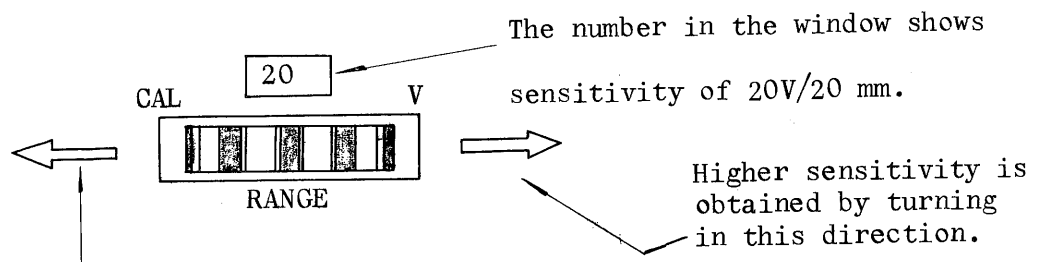 The number in the window shows
20
sensitivity of 20V/20 mm.
CAL
V
RANGE
Higher sensitivity is
obtained by turning
in this direction.